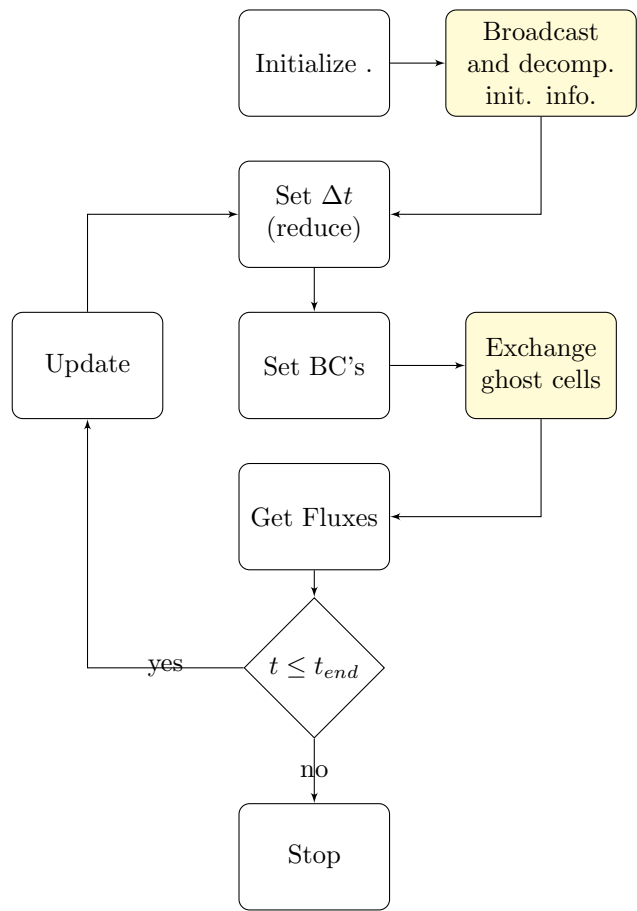 Initialize .
Broadcast
and decomp.
init. info.
Set Δt
(reduce)
Update
Set BC's
Exchange
ghost cells
Get Fluxes
yes
t ≤ t_end
no
Stop